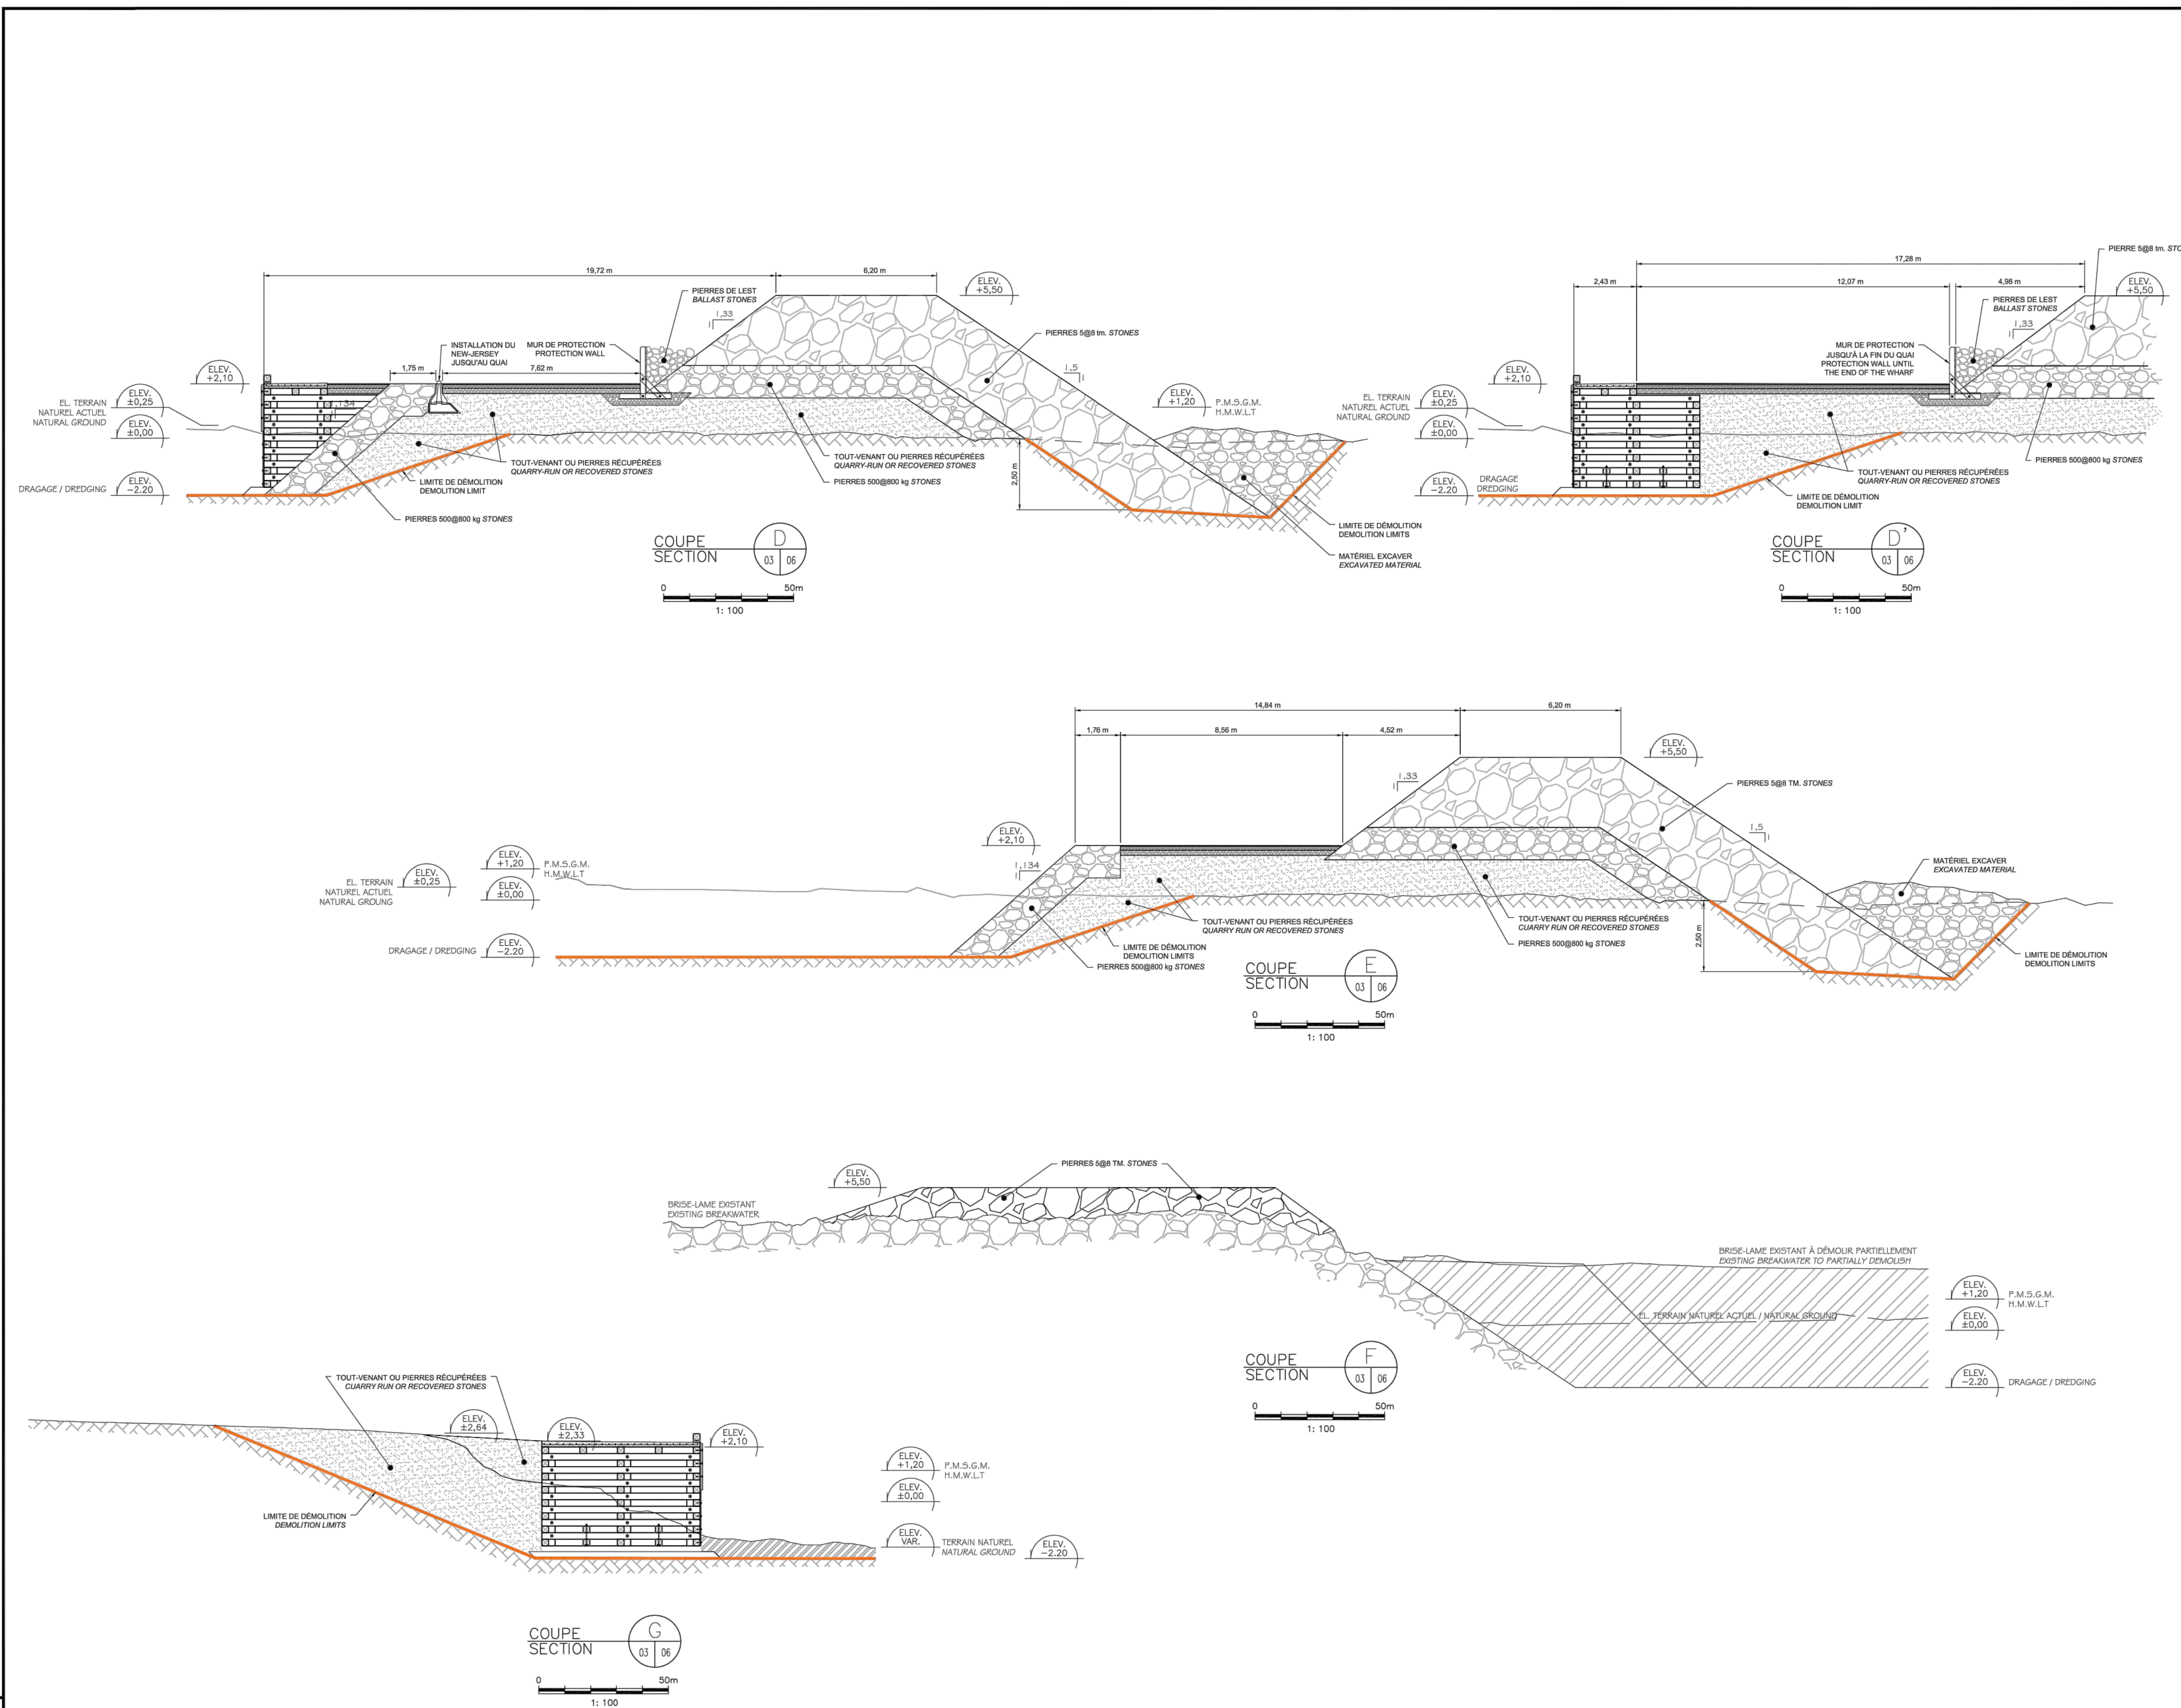 19,72 m
6,20 m
ELEV.
+5,50
PIERRES DE LEST
BALLAST STONES
1,33
1
PIERRES 5@8 tm. STONES
INSTALLATION DU
NEW-JERSEY
JUSQU'AU QUAI
MUR DE PROTECTION
PROTECTION WALL
1,75 m
7,62 m
1,5
1
ELEV.
+2,10
EL. TERRAIN
NATUREL ACTUEL
NATURAL GROUND
ELEV.
±0,25
ELEV.
±0,00
1,134
1
ELEV.
+1,20
P.M.S.G.M.
H.M.W.L.T
DRAGAGE / DREDGING
ELEV.
−2.20
TOUT-VENANT OU PIERRES RÉCUPÉRÉES
QUARRY-RUN OR RECOVERED STONES
LIMITE DE DÉMOLITION
DEMOLITION LIMIT
PIERRES 500@800 kg STONES
TOUT-VENANT OU PIERRES RÉCUPÉRÉES
QUARRY-RUN OR RECOVERED STONES
PIERRES 500@800 kg STONES
2,50 m
LIMITE DE DÉMOLITION
DEMOLITION LIMITS
MATÉRIEL EXCAVER
EXCAVATED MATERIAL
COUPE
SECTION
D
03
06
0
50m
1: 100
PIERRE 5@8 tm. STO
17,28 m
2,43 m
12,07 m
4,98 m
ELEV.
+5,50
PIERRES DE LEST
BALLAST STONES
1,33
1
MUR DE PROTECTION
JUSQU'À LA FIN DU QUAI
PROTECTION WALL UNTIL
THE END OF THE WHARF
ELEV.
+2,10
EL. TERRAIN
NATUREL ACTUEL
NATURAL GROUND
ELEV.
±0,25
ELEV.
±0,00
PIERRES 500@800 kg STONES
TOUT-VENANT OU PIERRES RÉCUPÉRÉES
QUARRY-RUN OR RECOVERED STONES
ELEV.
−2.20
DRAGAGE
DREDGING
LIMITE DE DÉMOLITION
DEMOLITION LIMIT
COUPE
SECTION
D'
03
06
0
50m
1: 100
14,84 m
6,20 m
1,76 m
8,56 m
4,52 m
ELEV.
+5,50
1,33
1
PIERRES 5@8 TM. STONES
ELEV.
+2,10
1,5
1
ELEV.
+1,20
P.M.S.G.M.
H.M.W.L.T
EL. TERRAIN
NATUREL ACTUEL
NATURAL GROUNG
ELEV.
±0,25
ELEV.
±0,00
1,134
1
MATÉRIEL EXCAVER
EXCAVATED MATERIAL
DRAGAGE / DREDGING
ELEV.
−2.20
TOUT-VENANT OU PIERRES RÉCUPÉRÉES
QUARRY RUN OR RECOVERED STONES
LIMITE DE DÉMOLITION
DEMOLITION LIMITS
PIERRES 500@800 kg STONES
TOUT-VENANT OU PIERRES RÉCUPÉRÉES
CUARRY RUN OR RECOVERED STONES
PIERRES 500@800 kg STONES
2,50 m
LIMITE DE DÉMOLITION
DEMOLITION LIMITS
COUPE
SECTION
E
03
06
0
50m
1: 100
PIERRES 5@8 TM. STONES
ELEV.
+5,50
BRISE-LAME EXISTANT
EXISTING BREAKWATER
BRISE-LAME EXISTANT À DÉMOLIR PARTIELLEMENT
EXISTING BREAKWATER TO PARTIALLY DEMOLISH
ELEV.
+1,20
P.M.S.G.M.
H.M.W.L.T
EL. TERRAIN NATUREL ACTUEL / NATURAL GROUND
ELEV.
±0,00
ELEV.
−2.20
DRAGAGE / DREDGING
COUPE
SECTION
F
03
06
0
50m
1: 100
TOUT-VENANT OU PIERRES RÉCUPÉRÉES
CUARRY RUN OR RECOVERED STONES
ELEV.
±2,64
ELEV.
±2,33
ELEV.
+2,10
ELEV.
+1,20
P.M.S.G.M.
H.M.W.L.T
ELEV.
±0,00
LIMITE DE DÉMOLITION
DEMOLITION LIMITS
ELEV.
VAR.
TERRAIN NATUREL
NATURAL GROUND
ELEV.
−2.20
COUPE
SECTION
G
03
06
0
50m
1: 100